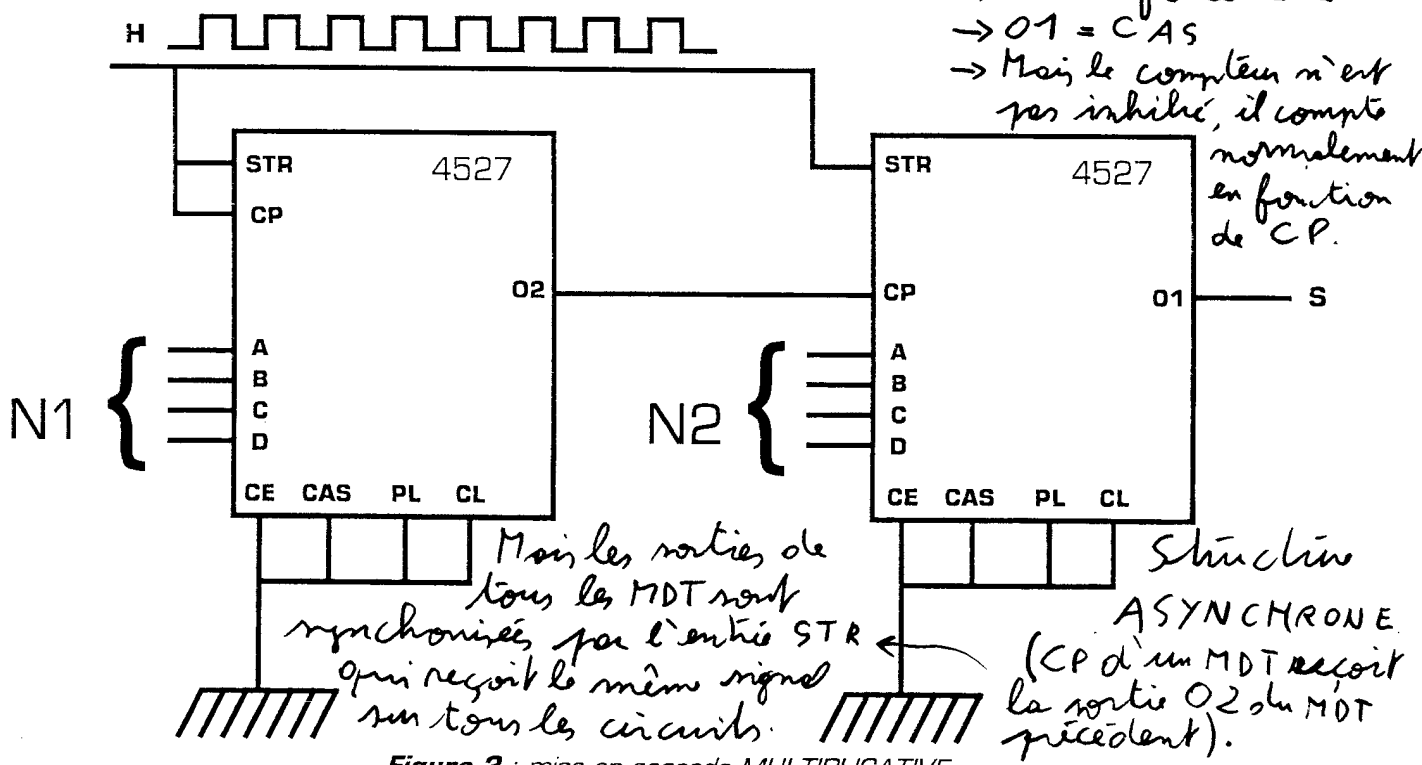 H
→ 01 = CAS
→ Mais le compteur n'est
pas inhibé, il compte
normalement
en fonction
de CP.
STR
4527
CP
O2
A
B
C
D
N1
CE CAS PL CL
STR
4527
CP
O1
S
A
B
C
D
N2
CE CAS PL CL
Mais les sorties de
tous les MDT sont
synchonisées par l'entrée STR
qui reçoit le même signal
sur tous les circuits.
Structure
ASYNCHRONE
(CP d'un MDT reçoit
la sortie O2 du MDT
précédent).
Figure 2 : mise en cascade MULTIPLICATIVE